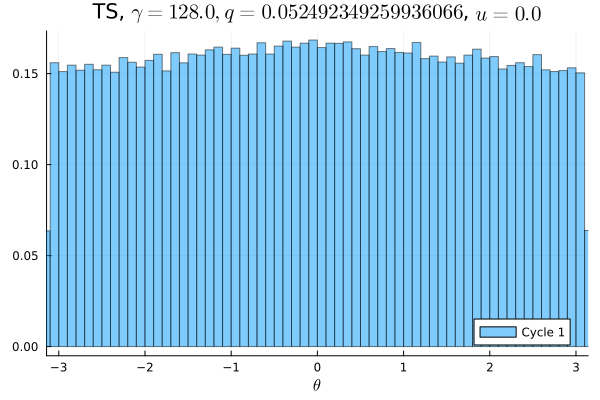 TS, γ = 128.0, q = 0.052492349259936066, u = 0.0
0.15
0.10
0.05
0.00
−3 −2 −1 0 1 2 3
θ
Cycle 1